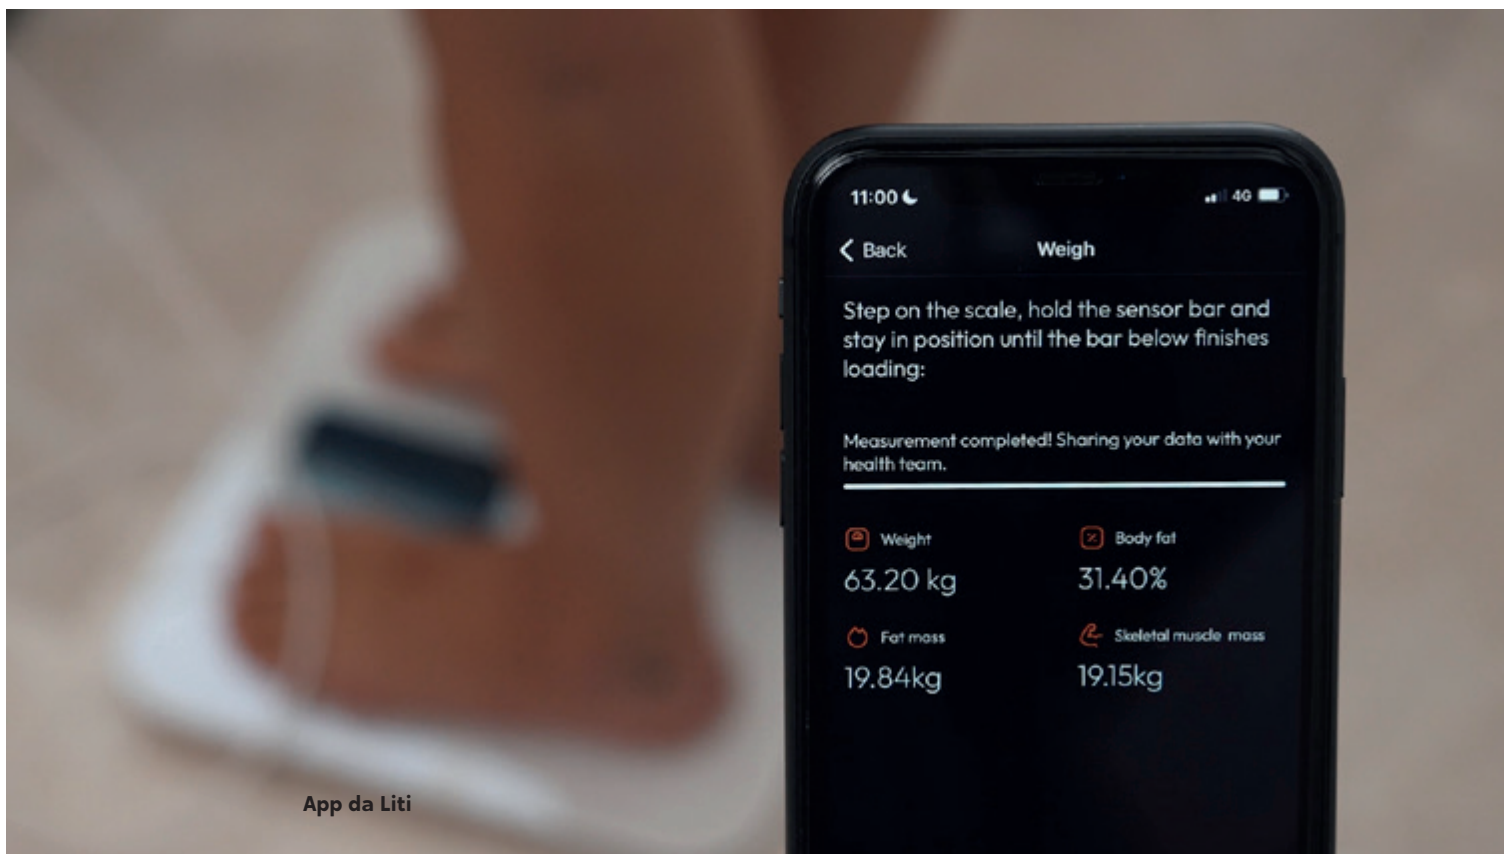 11:00 4G
Back Weigh
Step on the scale, hold the sensor bar and
stay in position until the bar below finishes
loading:
Measurement completed! Sharing your data with your
health team.
Weight Body fat
63.20 kg 31.40%
Fat mass Skeletal muscle mass
19.84kg 19.15kg
App da Liti